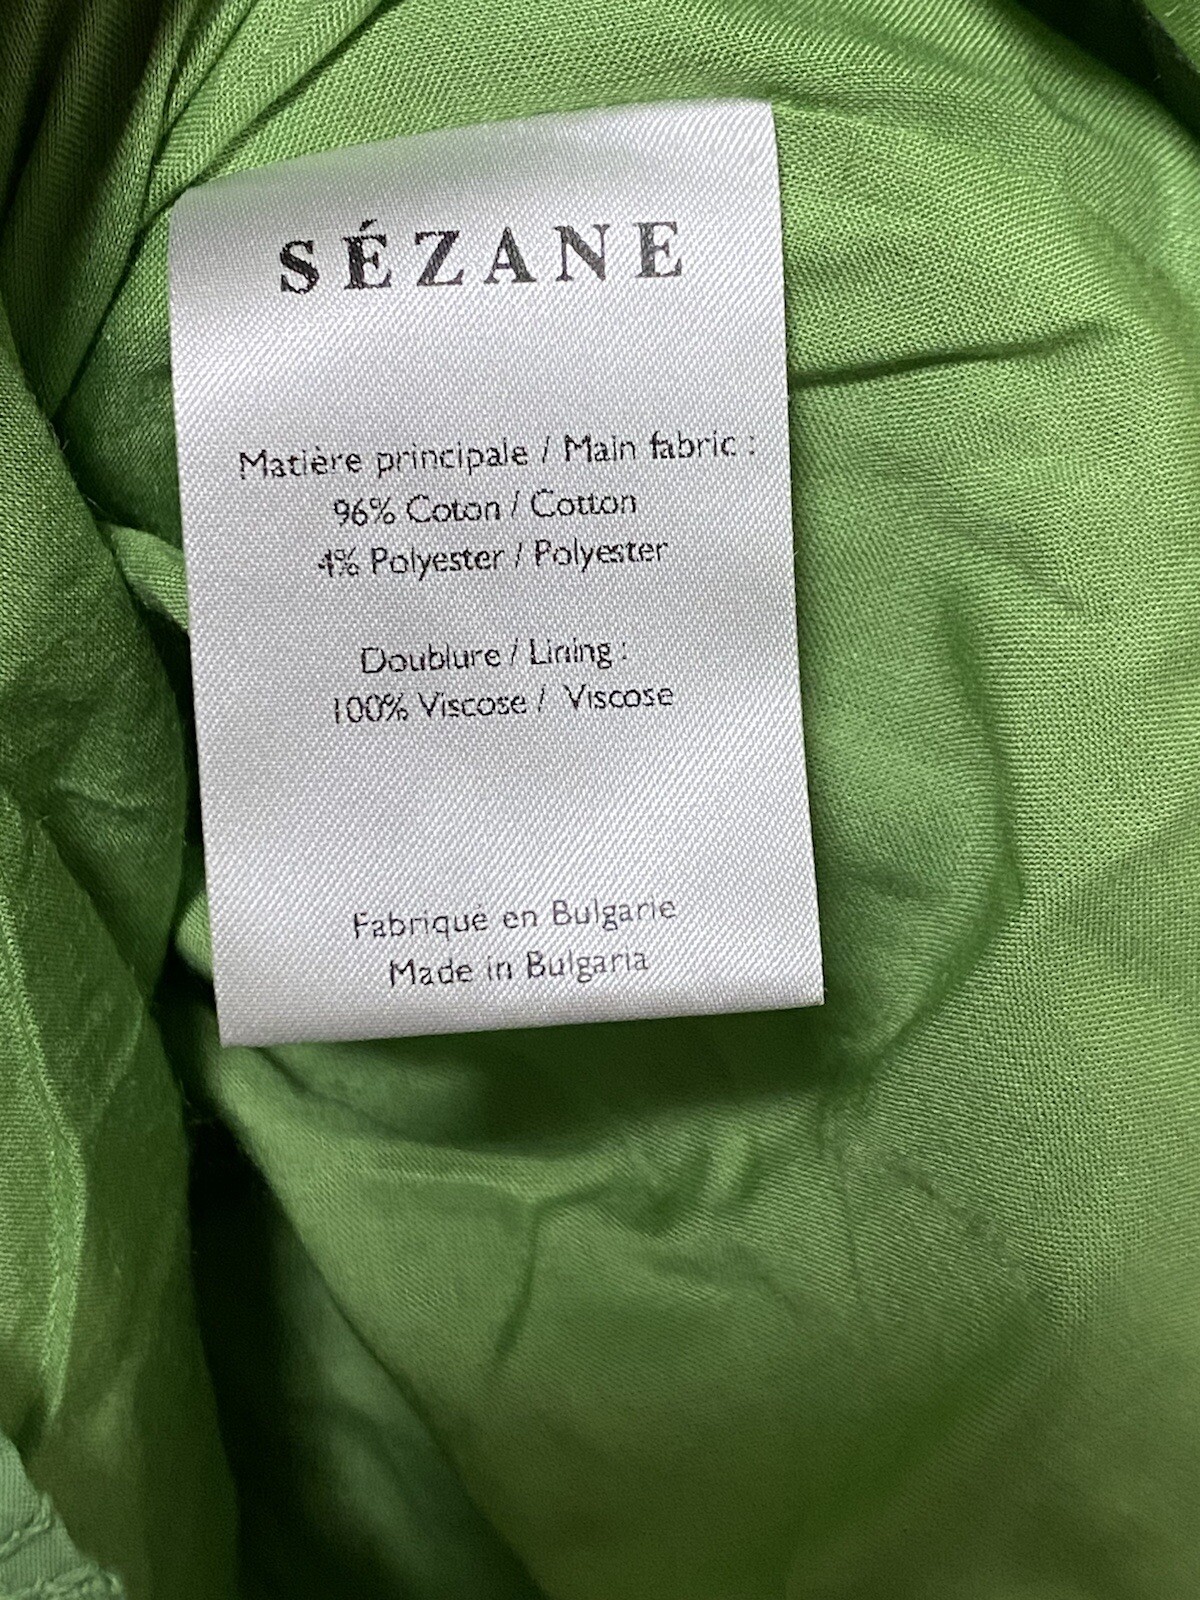 SÉZANE
Matière principale / Main fabric :
96% Coton / Cotton
4% Polyester / Polyester
Doublure / Lining :
100% Viscose / Viscose
Fabriqué en Bulgarie
Made in Bulgaria